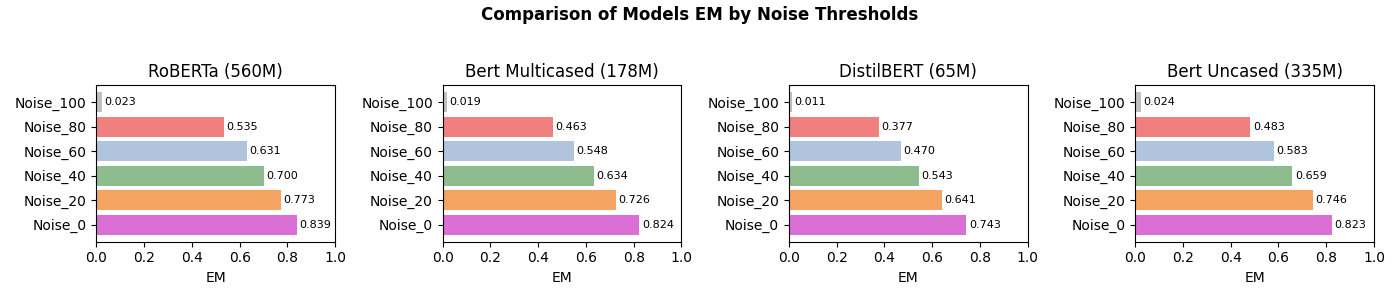 Comparison of Models EM by Noise Thresholds
RoBERTa (560M)
Noise_100
0.023
Noise_80
0.535
Noise_60
0.631
Noise_40
0.700
Noise_20
0.773
Noise_0
0.839
0.0 0.2 0.4 0.6 0.8 1.0
EM
Bert Multicased (178M)
Noise_100
0.019
Noise_80
0.463
Noise_60
0.548
Noise_40
0.634
Noise_20
0.726
Noise_0
0.824
0.0 0.2 0.4 0.6 0.8 1.0
EM
DistilBERT (65M)
Noise_100
0.011
Noise_80
0.377
Noise_60
0.470
Noise_40
0.543
Noise_20
0.641
Noise_0
0.743
0.0 0.2 0.4 0.6 0.8 1.0
EM
Bert Uncased (335M)
Noise_100
0.024
Noise_80
0.483
Noise_60
0.583
Noise_40
0.659
Noise_20
0.746
Noise_0
0.823
0.0 0.2 0.4 0.6 0.8 1.0
EM